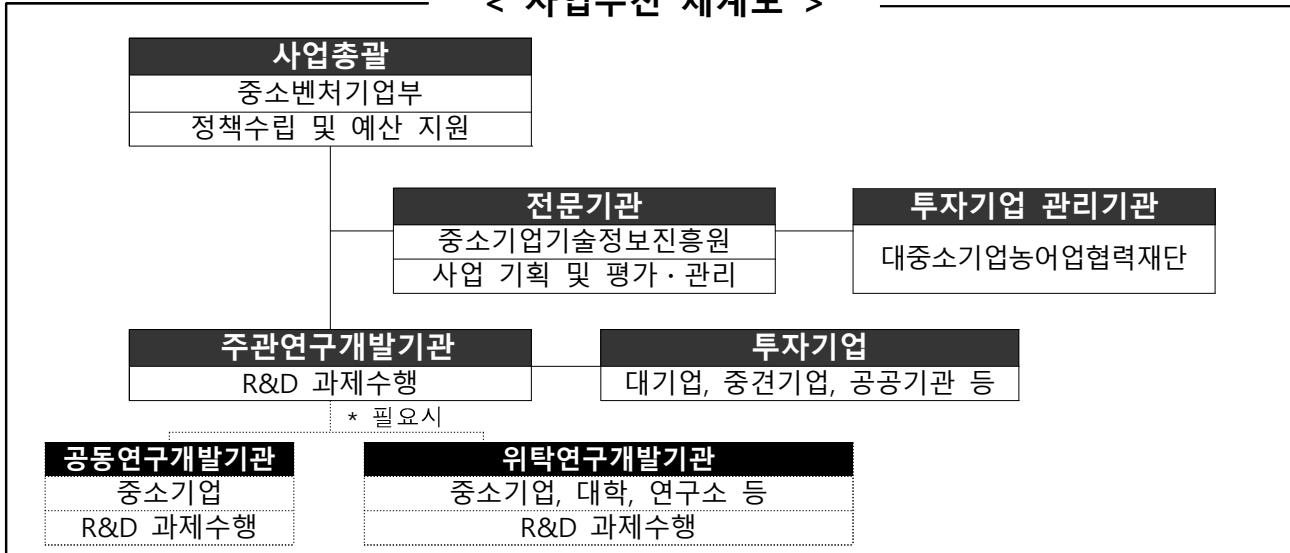 < 사업추진 체계도 >
사업총괄
중소벤처기업부
정책수립 및 예산 지원
전문기관
중소기업기술정보진흥원
사업 기획 및 평가·관리
투자기업 관리기관
대중소기업농어업협력재단
주관연구개발기관
R&D 과제수행
투자기업
대기업, 중견기업, 공공기관 등
* 필요시
공동연구개발기관
중소기업
R&D 과제수행
위탁연구개발기관
중소기업, 대학, 연구소 등
R&D 과제수행